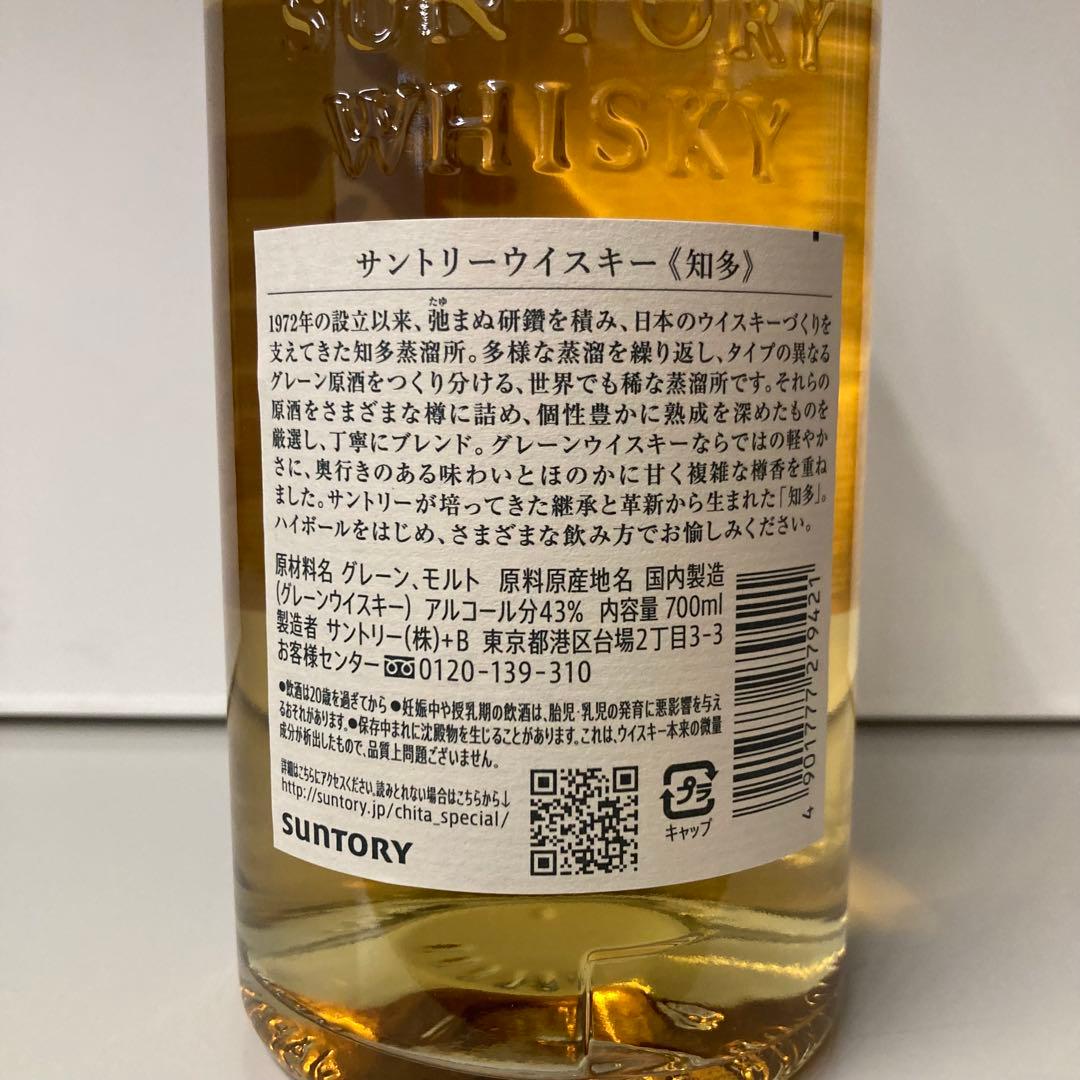 SUNTORY
WHISKY
サントリーウイスキー《知多》
たゆ
1972年の設立以来、弛まぬ研鑽を積み、日本のウイスキーづくりを
支えてきた知多蒸溜所。多様な蒸溜を繰り返し、タイプの異なる
グレーン原酒をつくり分ける、世界でも稀な蒸溜所です。それらの
原酒をさまざまな樽に詰め、個性豊かに熟成を深めたものを
厳選し、丁寧にブレンド。グレーンウイスキーならではの軽やか
さに、奥行きのある味わいとほのかに甘く複雑な樽香を重ね
ました。サントリーが培ってきた継承と革新から生まれた「知多」。
ハイボールをはじめ、さまざまな飲み方でお愉しみください。
原材料名 グレーン、モルト 原料原産地名 国内製造
(グレーンウイスキー) アルコール分43% 内容量 700ml
製造者 サントリー(株)+B 東京都港区台場2丁目3-3
お客様センター 0120-139-310
●飲酒は20歳を過ぎてから ●妊娠中や授乳期の飲酒は、胎児・乳児の発育に悪影響を与え
るおそれがあります。●保存中まれに沈殿物を生じることがあります。これは、ウイスキー本来の微量
成分が析出したもので、品質上問題ございません。
詳細はこちらにアクセスください。読みとれない場合はこちらから↓
http://suntory.jp/chita_special/
SUNTORY
プラ
キャップ
4 901777 279421